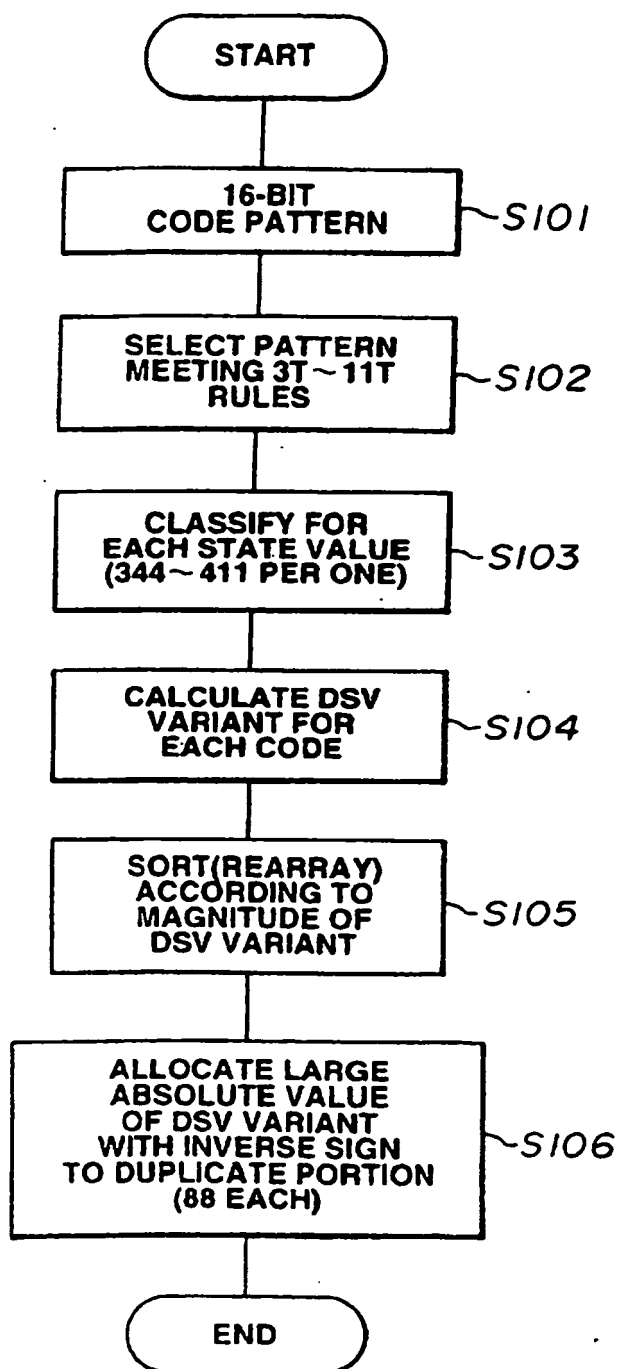 START
16-BIT
CODE PATTERN
S101
SELECT PATTERN
MEETING 3T~11T
RULES
S102
CLASSIFY FOR
EACH STATE VALUE
(344~411 PER ONE)
S103
CALCULATE DSV
VARIANT FOR
EACH CODE
S104
SORT(REARRAY)
ACCORDING TO
MAGNITUDE OF
DSV VARIANT
S105
ALLOCATE LARGE
ABSOLUTE VALUE
OF DSV VARIANT
WITH INVERSE SIGN
TO DUPLICATE PORTION
(88 EACH)
S106
END